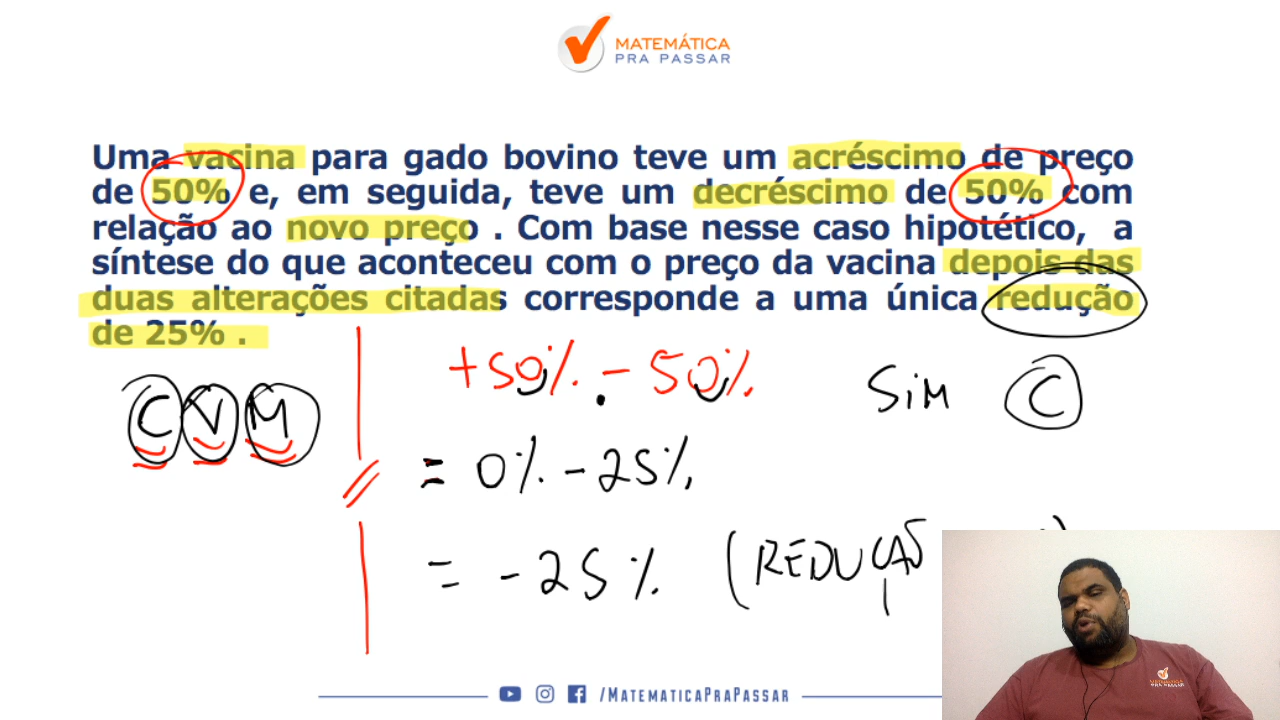 MATEMÁTICA
PRA PASSAR
Uma vacina para gado bovino teve um acréscimo de preço
de 50% e, em seguida, teve um decréscimo de 50% com
relação ao novo preço . Com base nesse caso hipotético, a
síntese do que aconteceu com o preço da vacina depois das
duas alterações citadas corresponde a uma única redução
de 25% .
+50% - 50%
SIM C
C V M
= 0% - 25%
= - 25% (REDUÇÃO
/MATEMATICAPRAPASSAR